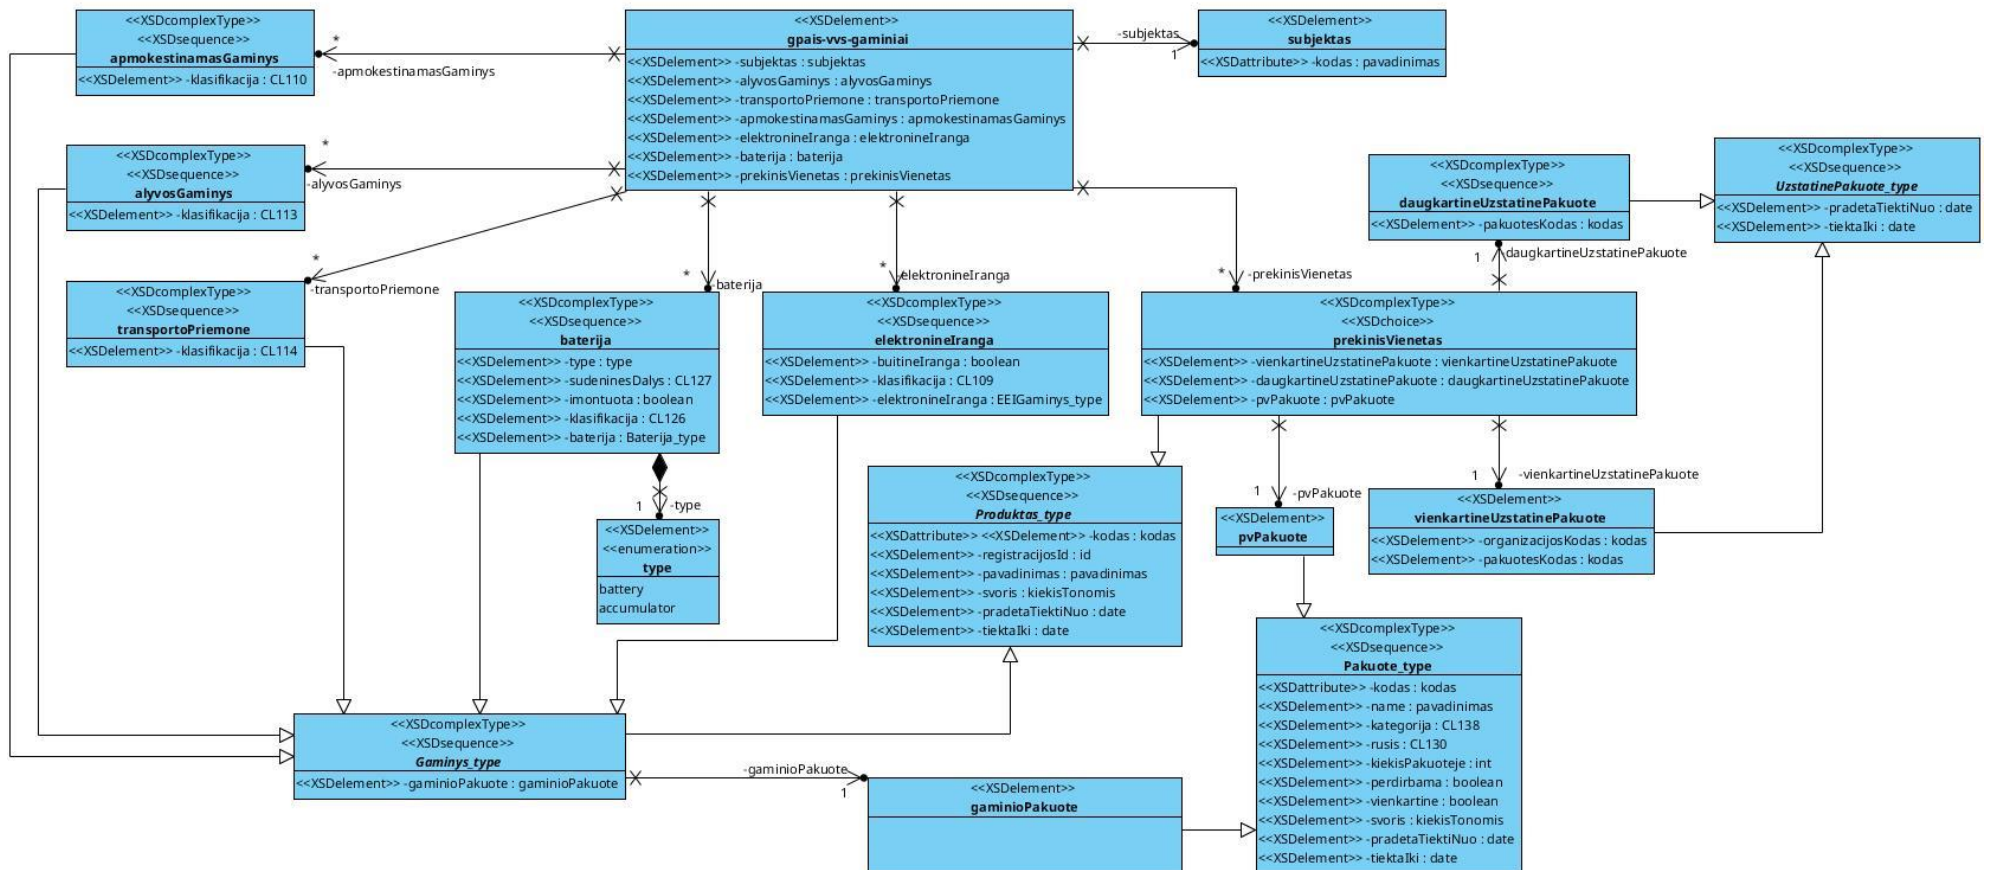 <<XSDcomplexType>>
<<XSDsequence>>
apmokestinamasGaminys
<<XSDelement>> -klasifikacija : CL110
*
-apmokestinamasGaminys
<<XSDelement>>
gpais-vvs-gaminiai
<<XSDelement>> -subjektas : subjektas
<<XSDelement>> -alyvosGaminys : alyvosGaminys
<<XSDelement>> -transportoPriemone : transportoPriemone
<<XSDelement>> -apmokestinamasGaminys : apmokestinamasGaminys
<<XSDelement>> -elektronineIranga : elektronineIranga
<<XSDelement>> -baterija : baterija
<<XSDelement>> -prekinisVienetas : prekinisVienetas
-subjektas
1
<<XSDElement>>
subjektas
<<XSDattribute>> -kodas : pavadinimas
<<XSDcomplexType>>
<<XSDsequence>>
alyvosGaminys
<<XSDElement>> -klasifikacija : CL113
*
-alyvosGaminys
<<XSDcomplexType>>
<<XSDsequence>>
daugkartineUzstatinePakuote
<<XSDElement>> -pakuotesKodas : kodas
1
-daugkartineUzstatinePakuote
<<XSDcomplexType>>
<<XSDsequence>>
UzstatinePakuote_type
<<XSDElement>> -pradetaTiektiNuo : date
<<XSDElement>> -tiektaIki : date
*
-transportoPriemone
<<XSDcomplexType>>
<<XSDsequence>>
transportoPriemone
<<XSDElement>> -klasifikacija : CL114
*
-baterija
<<XSDcomplexType>>
<<XSDsequence>>
baterija
<<XSDelement>> -type : type
<<XSDelement>> -sudeninesDalys : CL127
<<XSDelement>> -imontuota : boolean
<<XSDelement>> -klasifikacija : CL126
<<XSDelement>> -baterija : Baterija_type
*
-elektronineIranga
<<XSDcomplexType>>
<<XSDsequence>>
elektronineIranga
<<XSDElement>> -buitineIranga : boolean
<<XSDElement>> -klasifikacija : CL109
<<XSDElement>> -elektronineIranga : EEIGaminys_type
*
-prekinisVienetas
<<XSDcomplexType>>
<<XSDchoice>>
prekinisVienetas
<<XSDElement>> -vienkartineUzstatinePakuote : vienkartineUzstatinePakuote
<<XSDElement>> -daugkartineUzstatinePakuote : daugkartineUzstatinePakuote
<<XSDElement>> -pvPakuote : pvPakuote
1
-type
<<XSDElement>>
<<enumeration>>
type
battery
accumulator
<<XSDcomplexType>>
<<XSDsequence>>
Produktas_type
<<XSDattribute>> <<XSDElement>> -kodas : kodas
<<XSDElement>> -registracijosId : id
<<XSDElement>> -pavadinimas : pavadinimas
<<XSDElement>> -svoris : kiekisTonomis
<<XSDElement>> -pradetaTiektiNuo : date
<<XSDElement>> -tiektaIki : date
1
-pvPakuote
<<XSDElement>>
pvPakuote
1
-vienkartineUzstatinePakuote
<<XSDElement>>
vienkartineUzstatinePakuote
<<XSDElement>> -organizacijosKodas : kodas
<<XSDElement>> -pakuotesKodas : kodas
<<XSDcomplexType>>
<<XSDsequence>>
Pakuote_type
<<XSDattribute>> -kodas : kodas
<<XSDElement>> -name : pavadinimas
<<XSDElement>> -kategorija : CL138
<<XSDElement>> -rusis : CL130
<<XSDElement>> -kiekisPakuoteje : int
<<XSDElement>> -perdirbama : boolean
<<XSDElement>> -vienkartine : boolean
<<XSDElement>> -svoris : kiekisTonomis
<<XSDElement>> -pradetaTiektiNuo : date
<<XSDElement>> -tiektaIki : date
<<XSDcomplexType>>
<<XSDsequence>>
Gaminys_type
<<XSDelement>> -gaminioPakuote : gaminioPakuote
-gaminioPakuote
1
<<XSDElement>>
gaminioPakuote